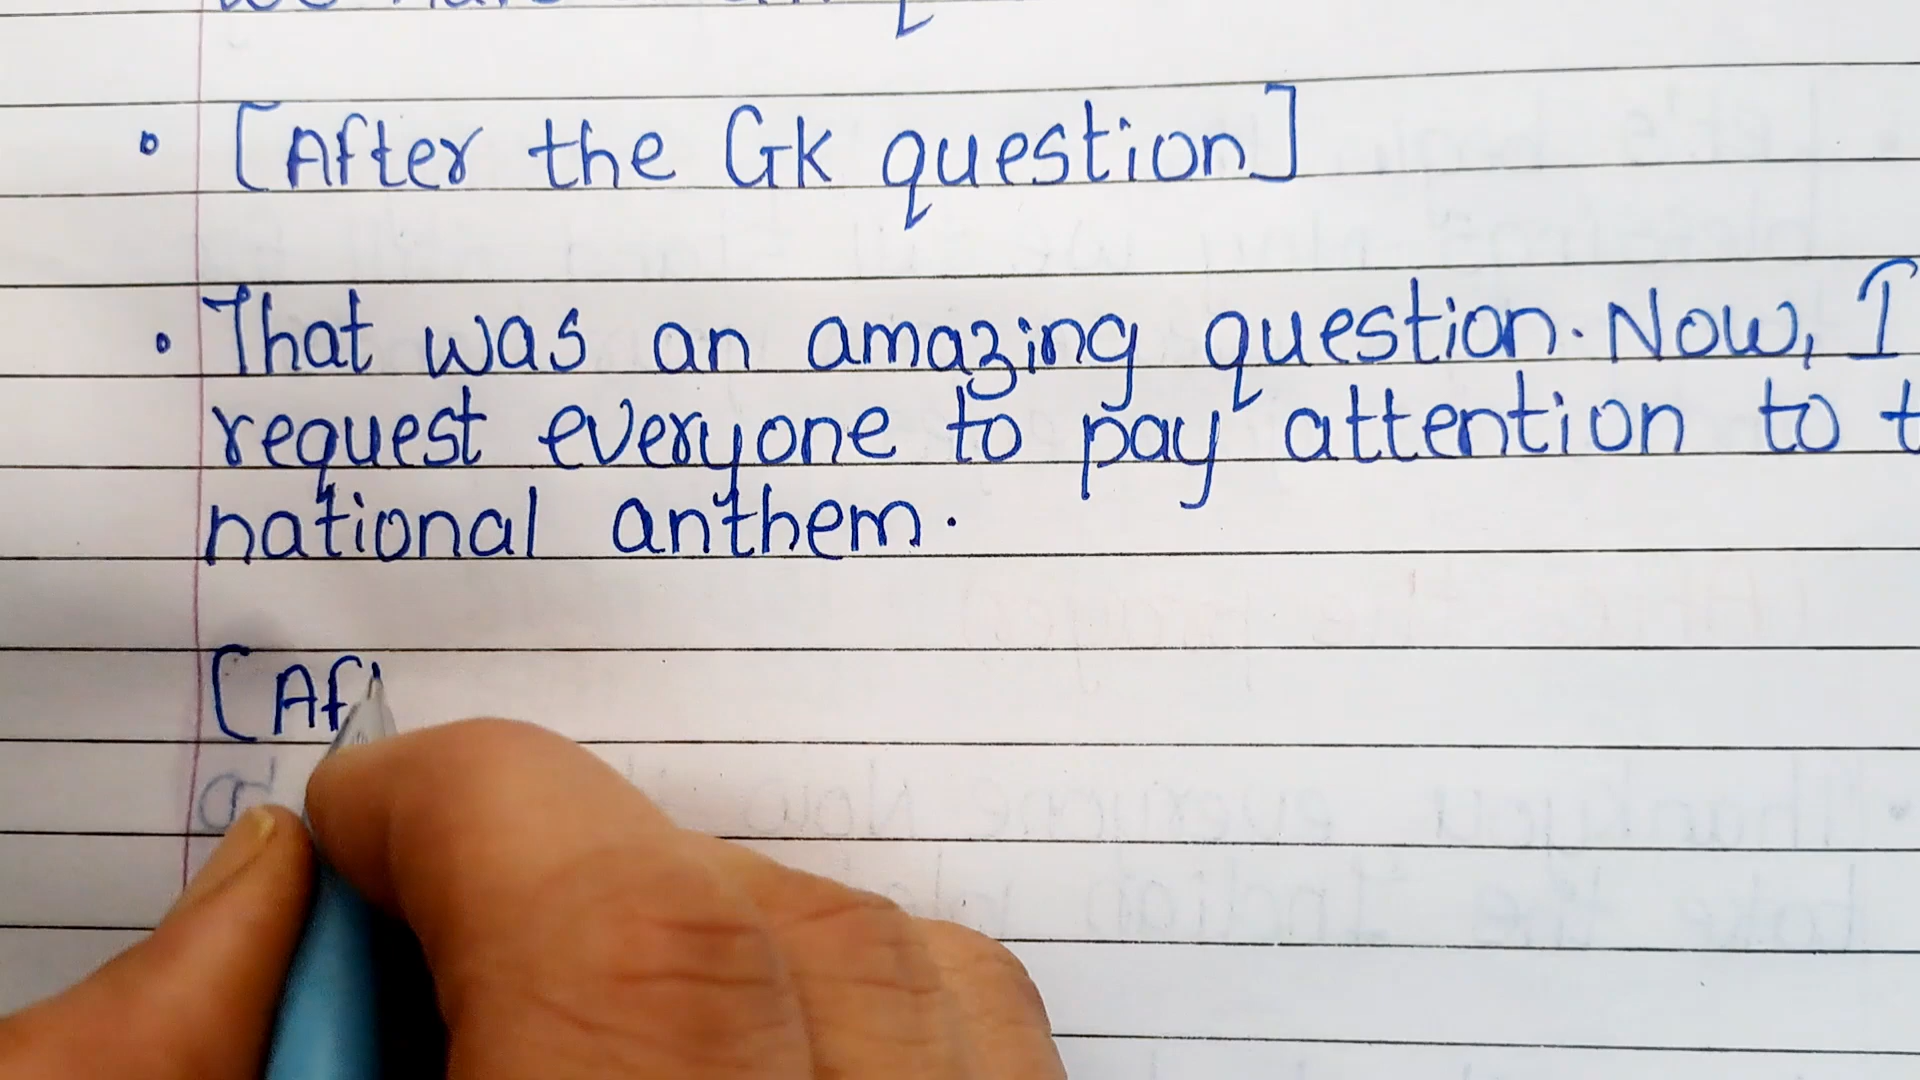 [After the GK question]
That was an amazing question. Now, I
request everyone to pay attention to t
national anthem.
[Af